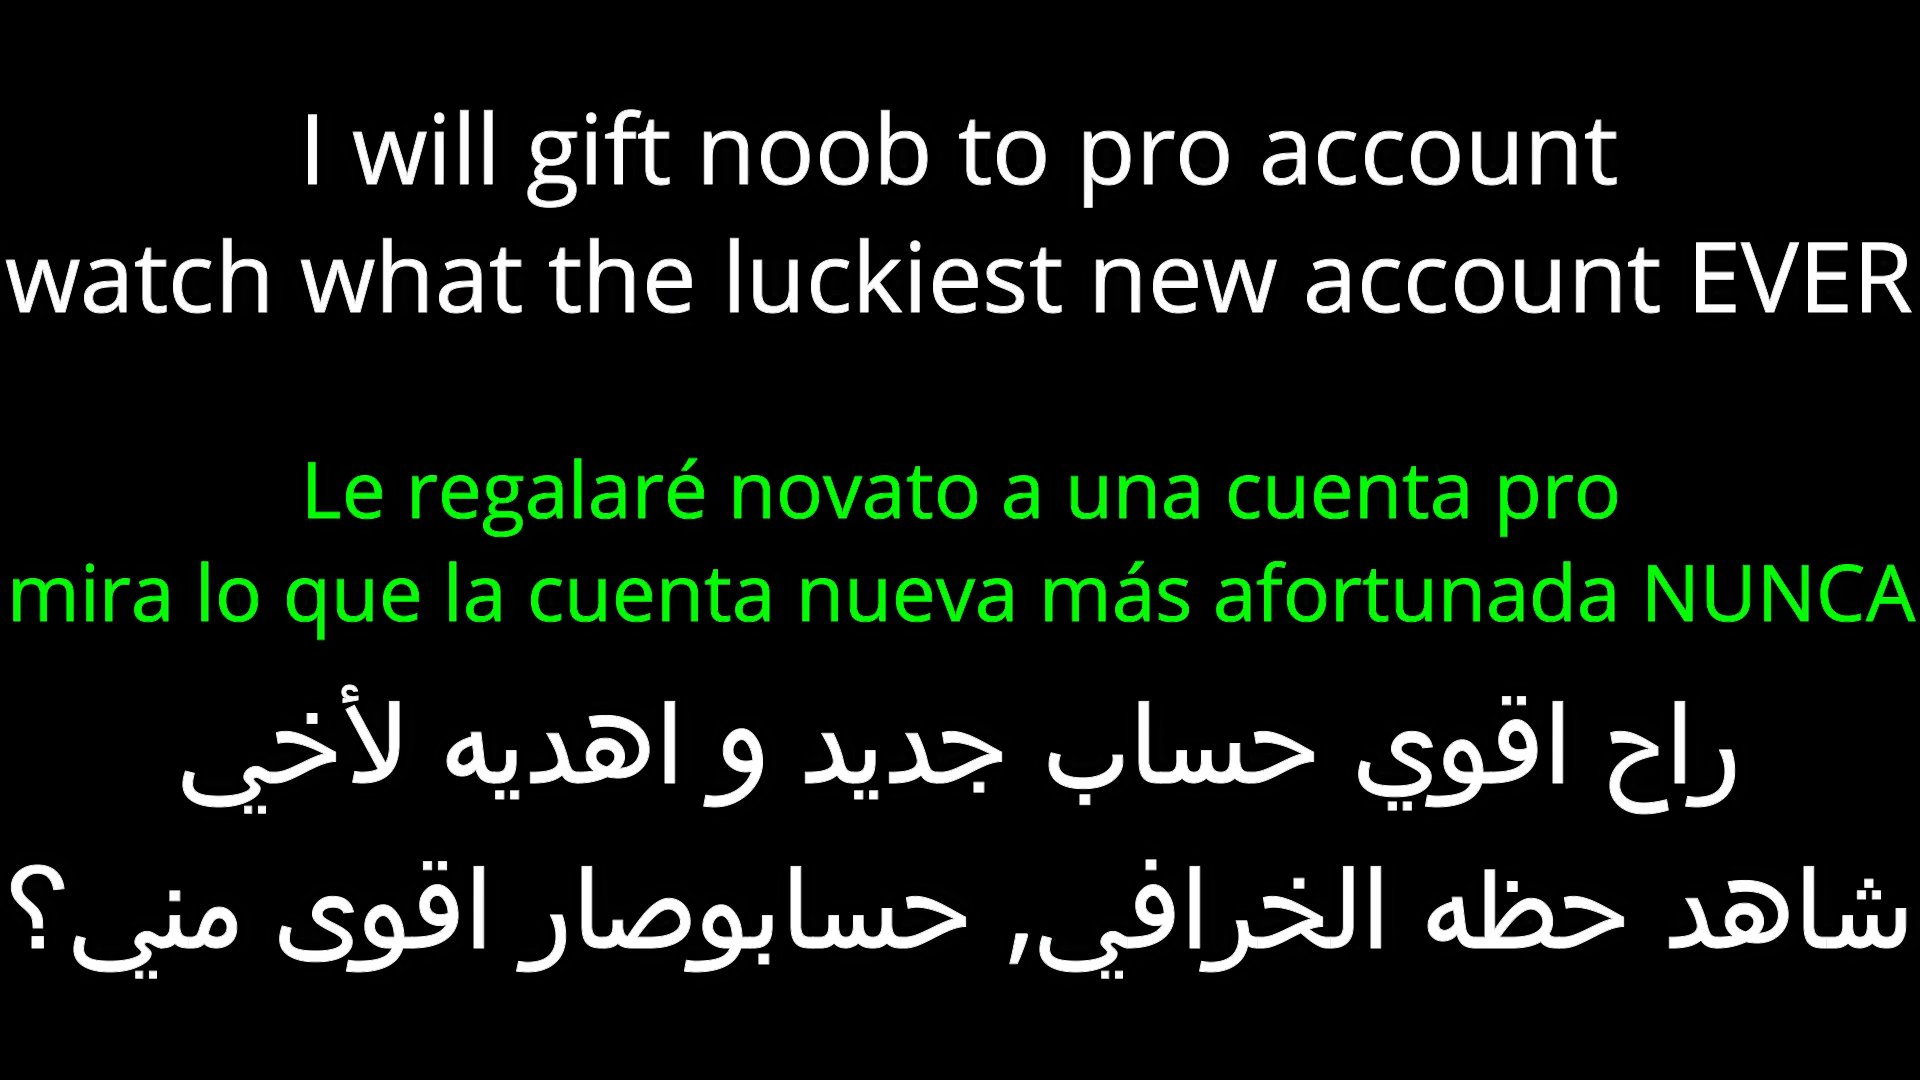 I will gift noob to pro account
watch what the luckiest new account EVER
Le regalaré novato a una cuenta pro
mira lo que la cuenta nueva más afortunada NUNCA
راح اقوي حساب جديد و اهديه لأخي
شاهد حظه الخرافي, حسابوصار اقوى مني؟